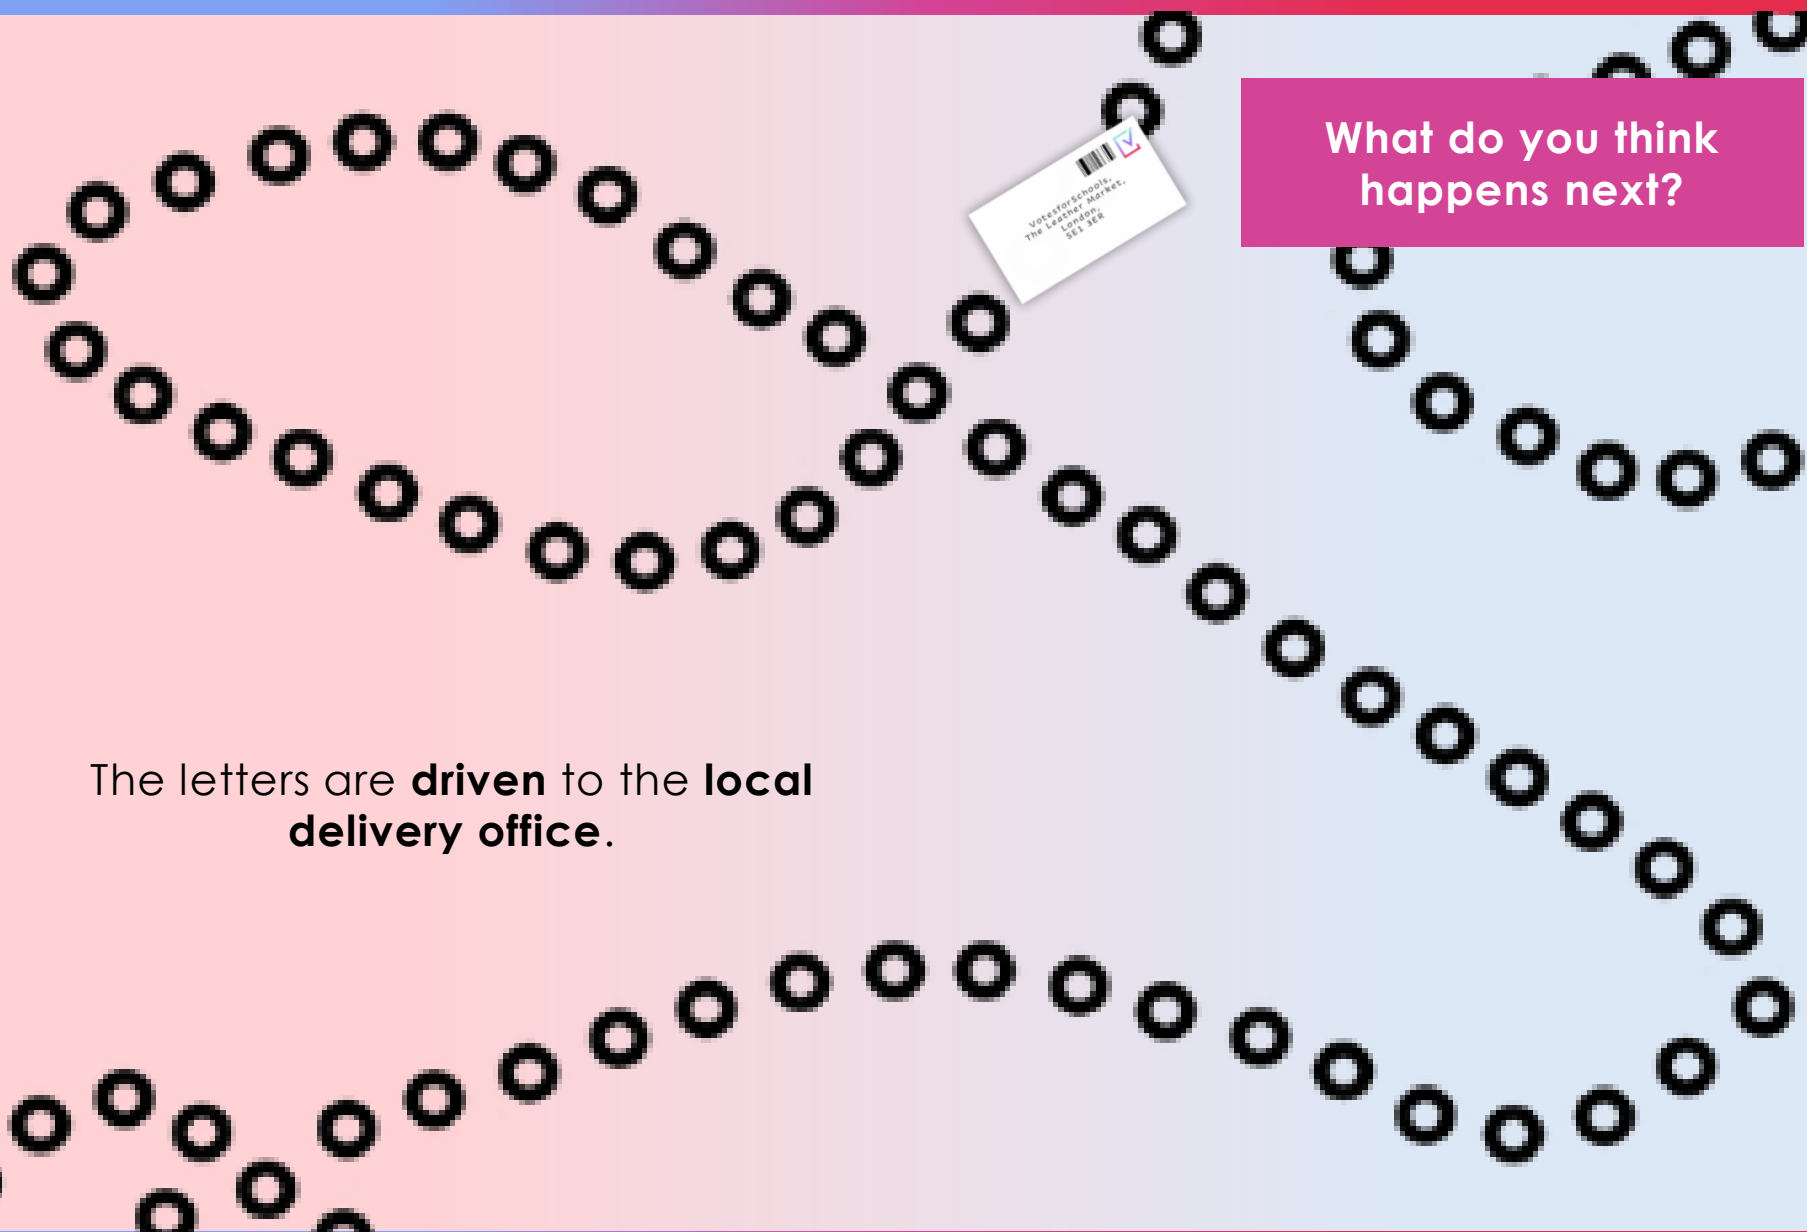 What do you think
happens next?
VotesforSchools,
The Leather Market,
London,
SE1 3ER
The letters are driven to the local
delivery office.